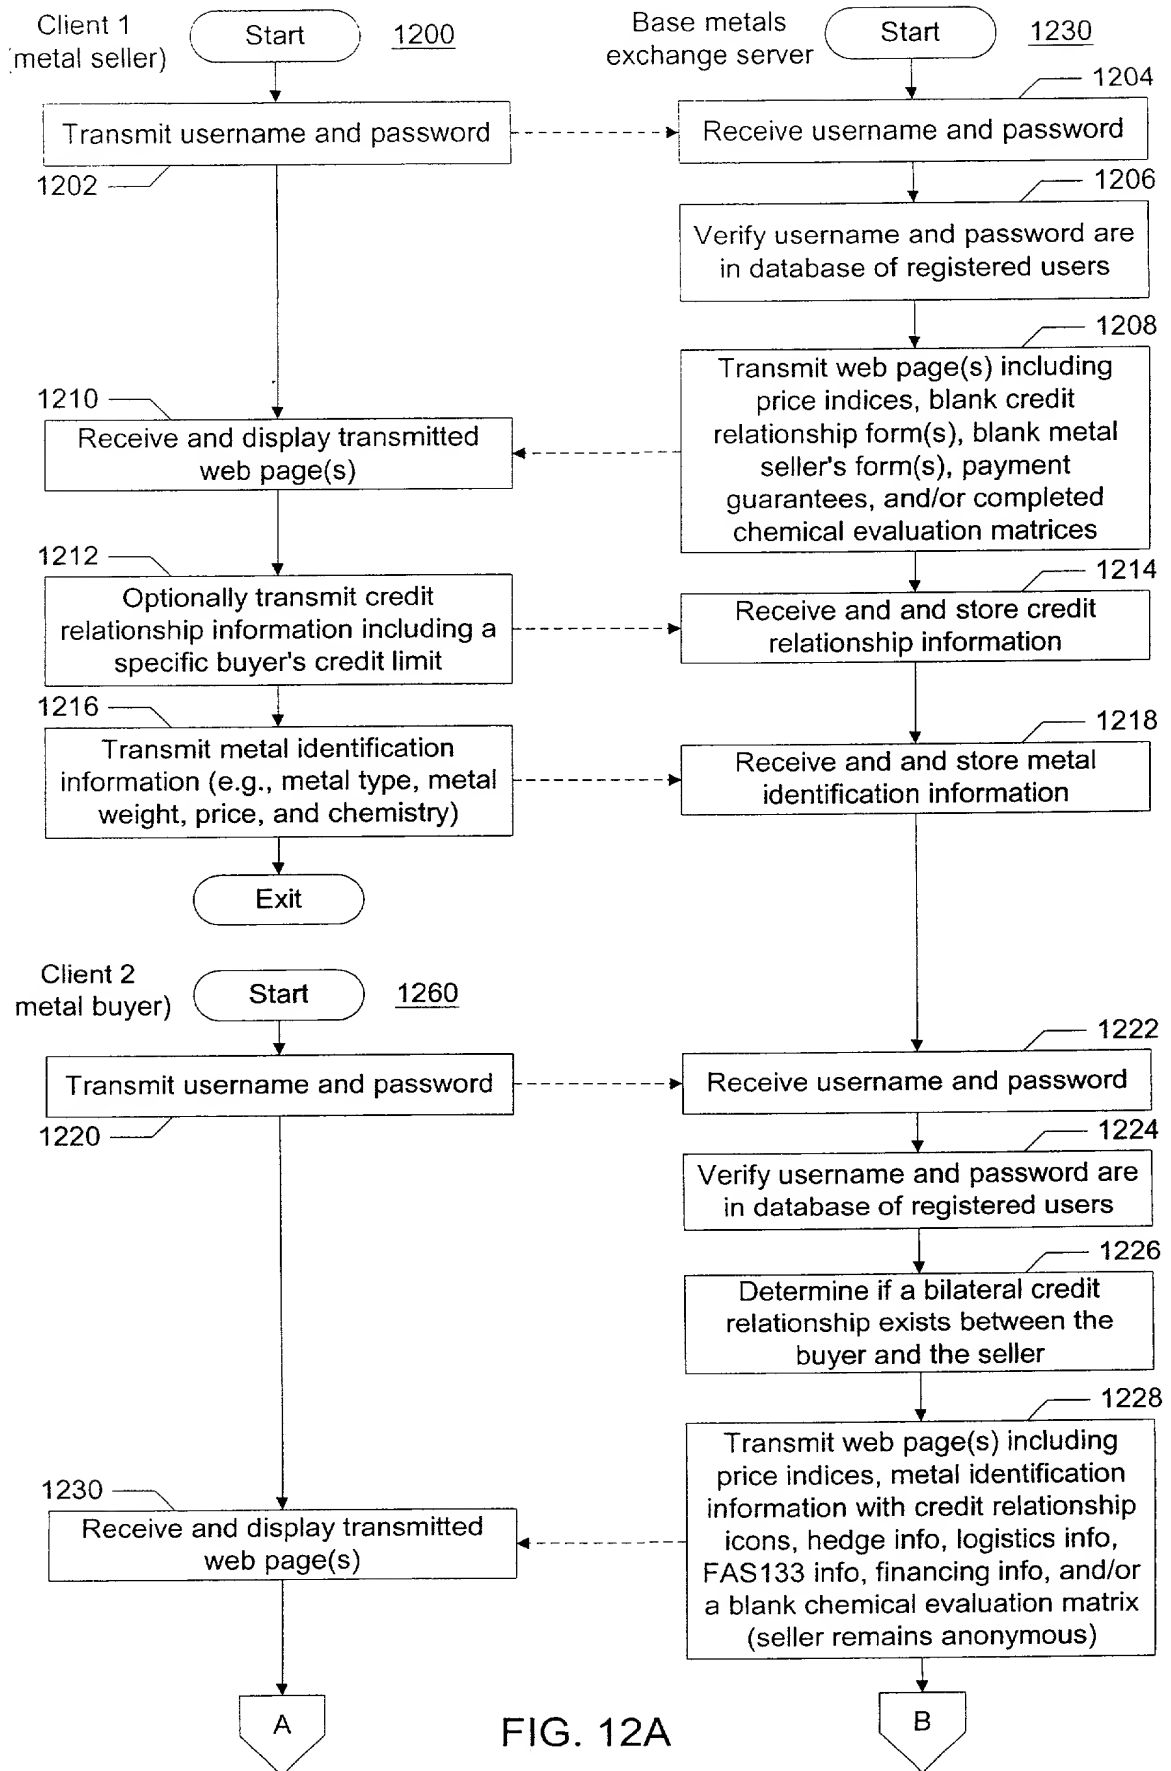 Client 1
(metal seller)
Start
1200
Base metals
exchange server
Start
1230
1204
Transmit username and password
Receive username and password
1202
1206
Verify username and password are
in database of registered users
1208
Transmit web page(s) including
price indices, blank credit
relationship form(s), blank metal
seller's form(s), payment
guarantees, and/or completed
chemical evaluation matrices
1210
Receive and display transmitted
web page(s)
1212
Optionally transmit credit
relationship information including a
specific buyer's credit limit
1214
Receive and and store credit
relationship information
1216
Transmit metal identification
information (e.g., metal type, metal
weight, price, and chemistry)
1218
Receive and and store metal
identification information
Exit
Client 2
metal buyer)
Start
1260
1222
Transmit username and password
Receive username and password
1220
1224
Verify username and password are
in database of registered users
1226
Determine if a bilateral credit
relationship exists between the
buyer and the seller
1228
Transmit web page(s) including
price indices, metal identification
information with credit relationship
icons, hedge info, logistics info,
FAS133 info, financing info, and/or
a blank chemical evaluation matrix
(seller remains anonymous)
1230
Receive and display transmitted
web page(s)
A
FIG. 12A
B